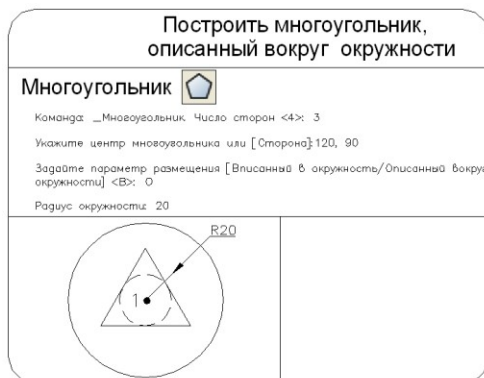 Построить многоугольник,
описанный вокруг окружности
Многоугольник
Команда: _Многоугольник. Число сторон <4>: 3
Укажите центр многоугольника или [Сторона]:120, 90
Задайте параметр размещения [Вписанный в окружность/Описанный вокруг
окружности] <В>: О
Радиус окружности: 20
R20
1